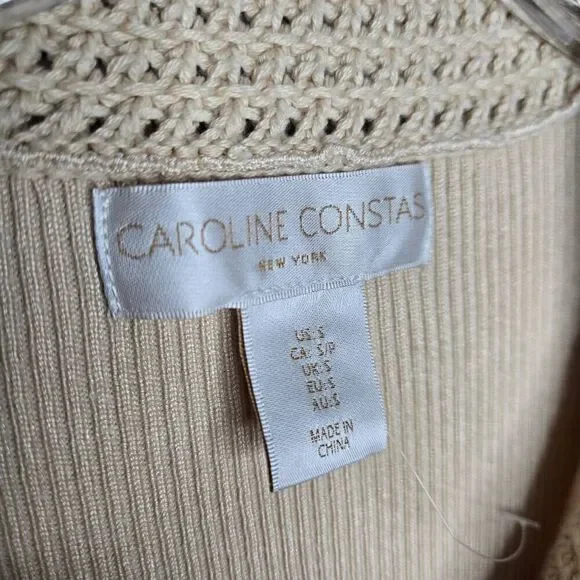 CAROLINE CONSTAS
NEW YORK
US: S
CA: S/P
UK: S
EU: S
AU: S
MADE IN
CHINA